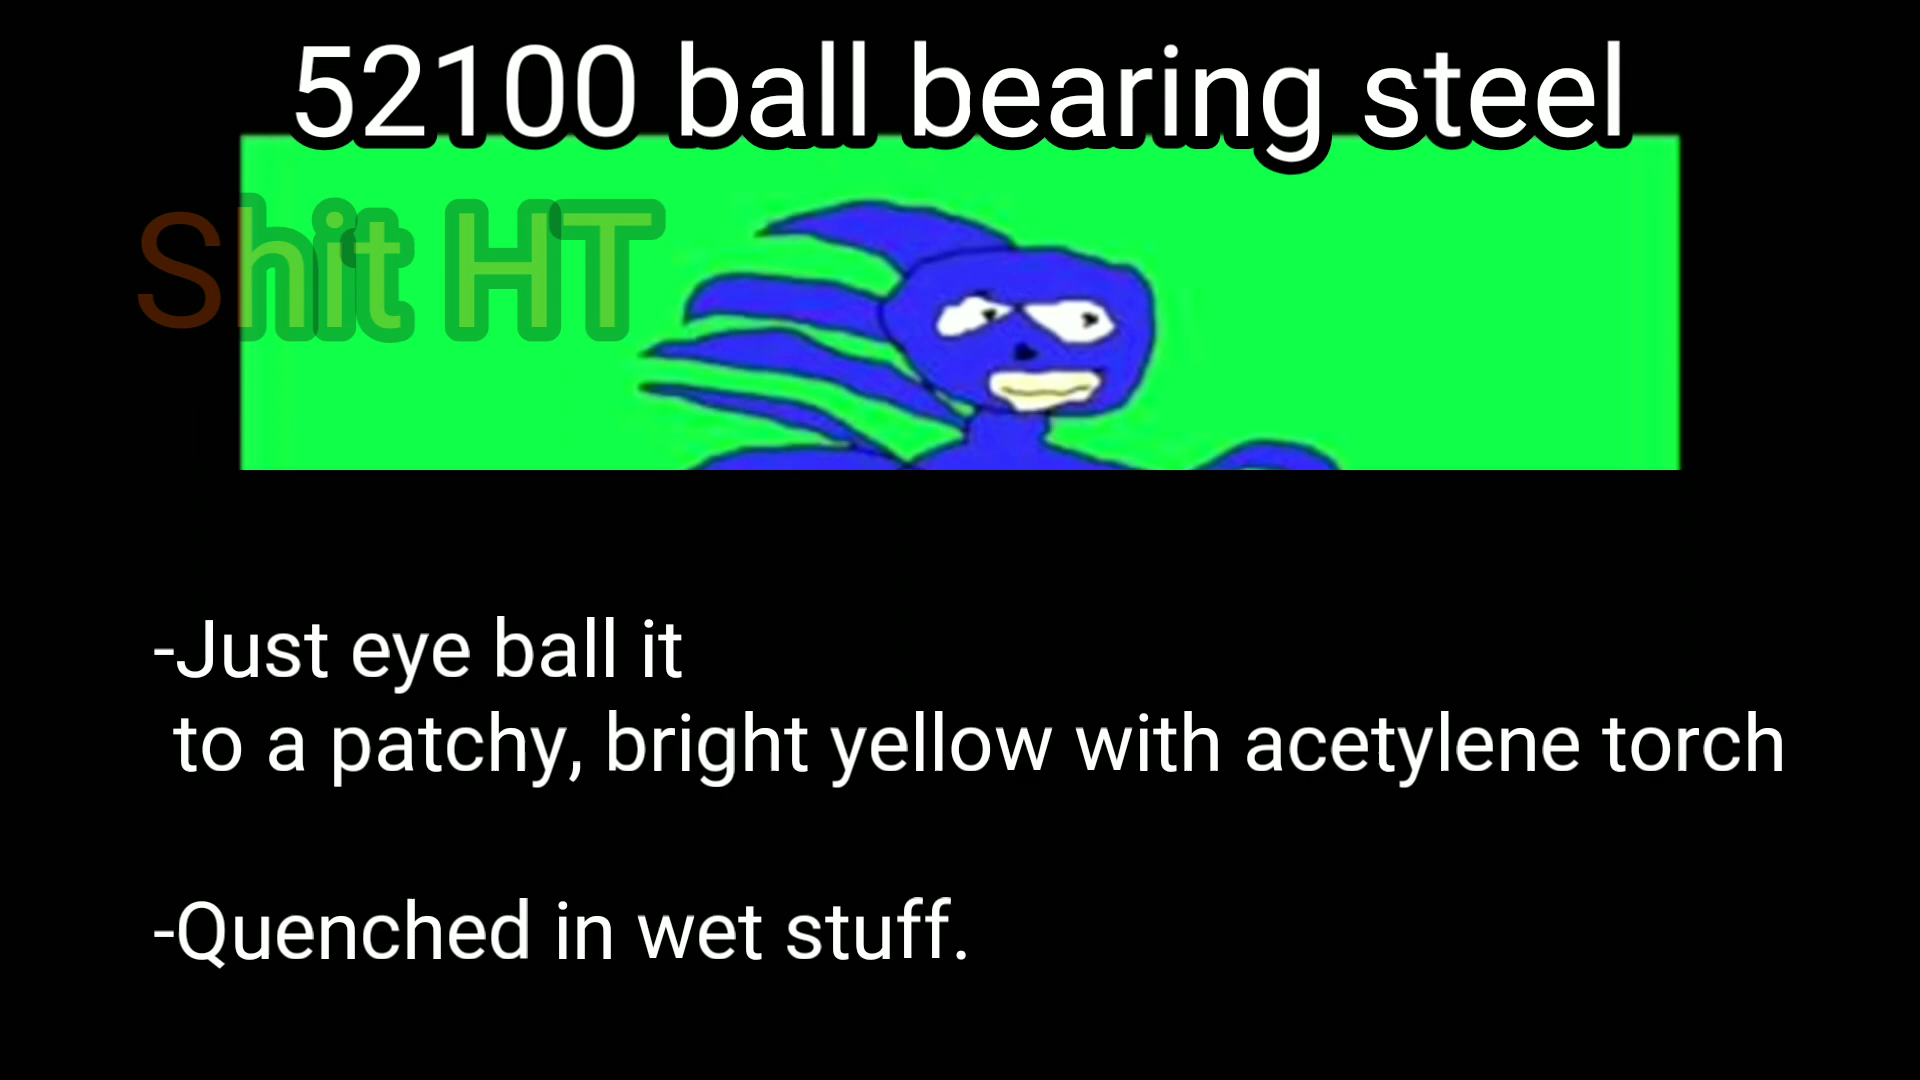 52100 ball bearing steel
Shit HT
-Just eye ball it
to a patchy, bright yellow with acetylene torch
-Quenched in wet stuff.